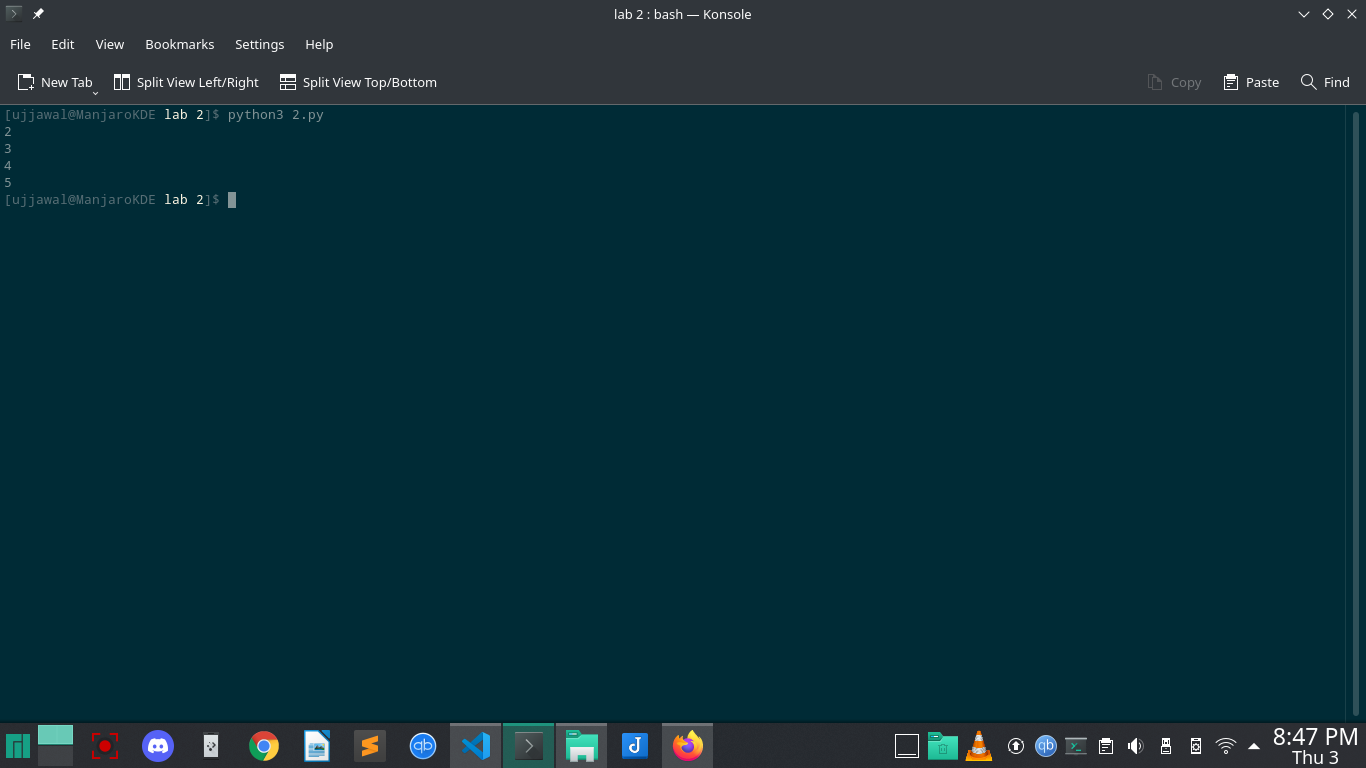 lab 2 : bash — Konsole
File Edit View Bookmarks Settings Help
New Tab Split View Left/Right Split View Top/Bottom Copy Paste Find
[ujjawal@ManjaroKDE lab 2]$ python3 2.py
2
3
4
5
[ujjawal@ManjaroKDE lab 2]$
qb
qb
8:47 PM
Thu 3